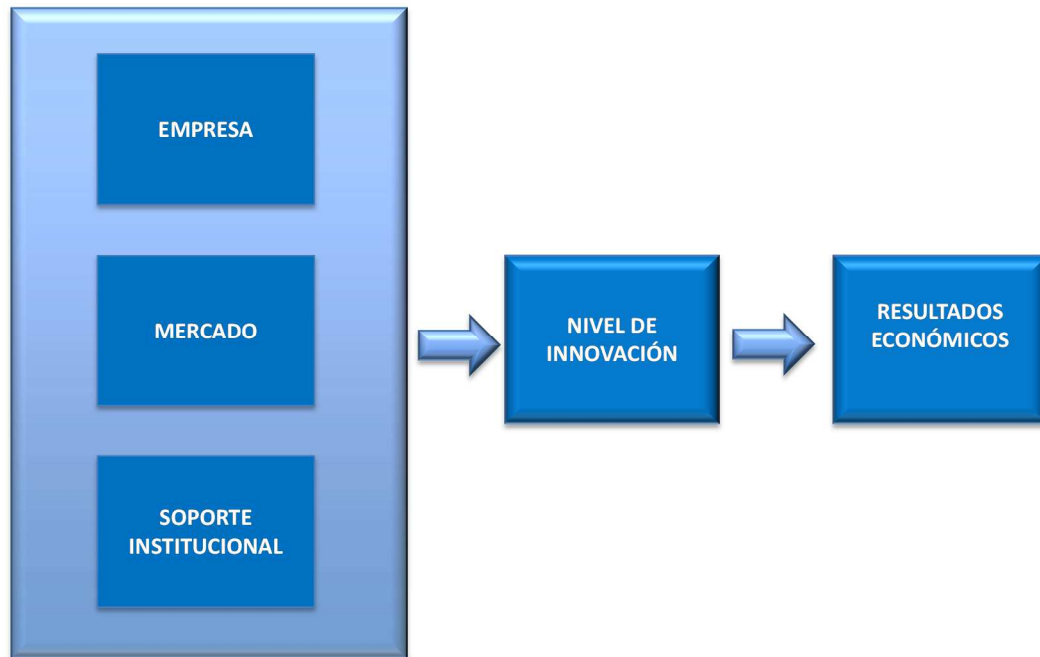 EMPRESA
MERCADO
SOPORTE
INSTITUCIONAL
NIVEL DE
INNOVACIÓN
RESULTADOS
ECONÓMICOS